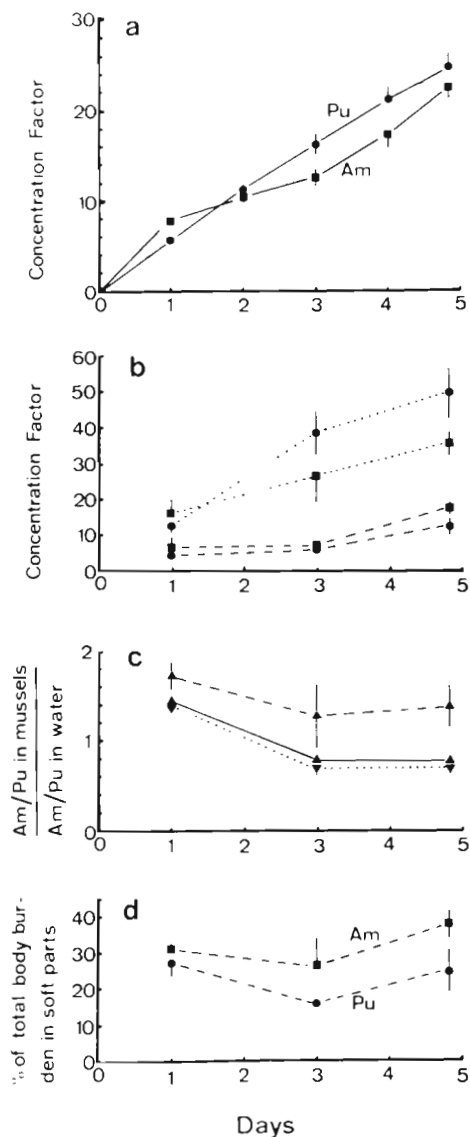 a
30
20
10
0
Concentration Factor
Pu
Am
0 1 2 3 4 5
b
60
50
40
30
20
10
0
Concentration Factor
0 1 2 3 4 5
c
2
1
0
Am/Pu in mussels
Am/Pu in water
0 1 2 3 4 5
d
40
30
20
10
0
% of total body bur-
den in soft parts
Am
Pu
0 1 2 3 4 5
Days